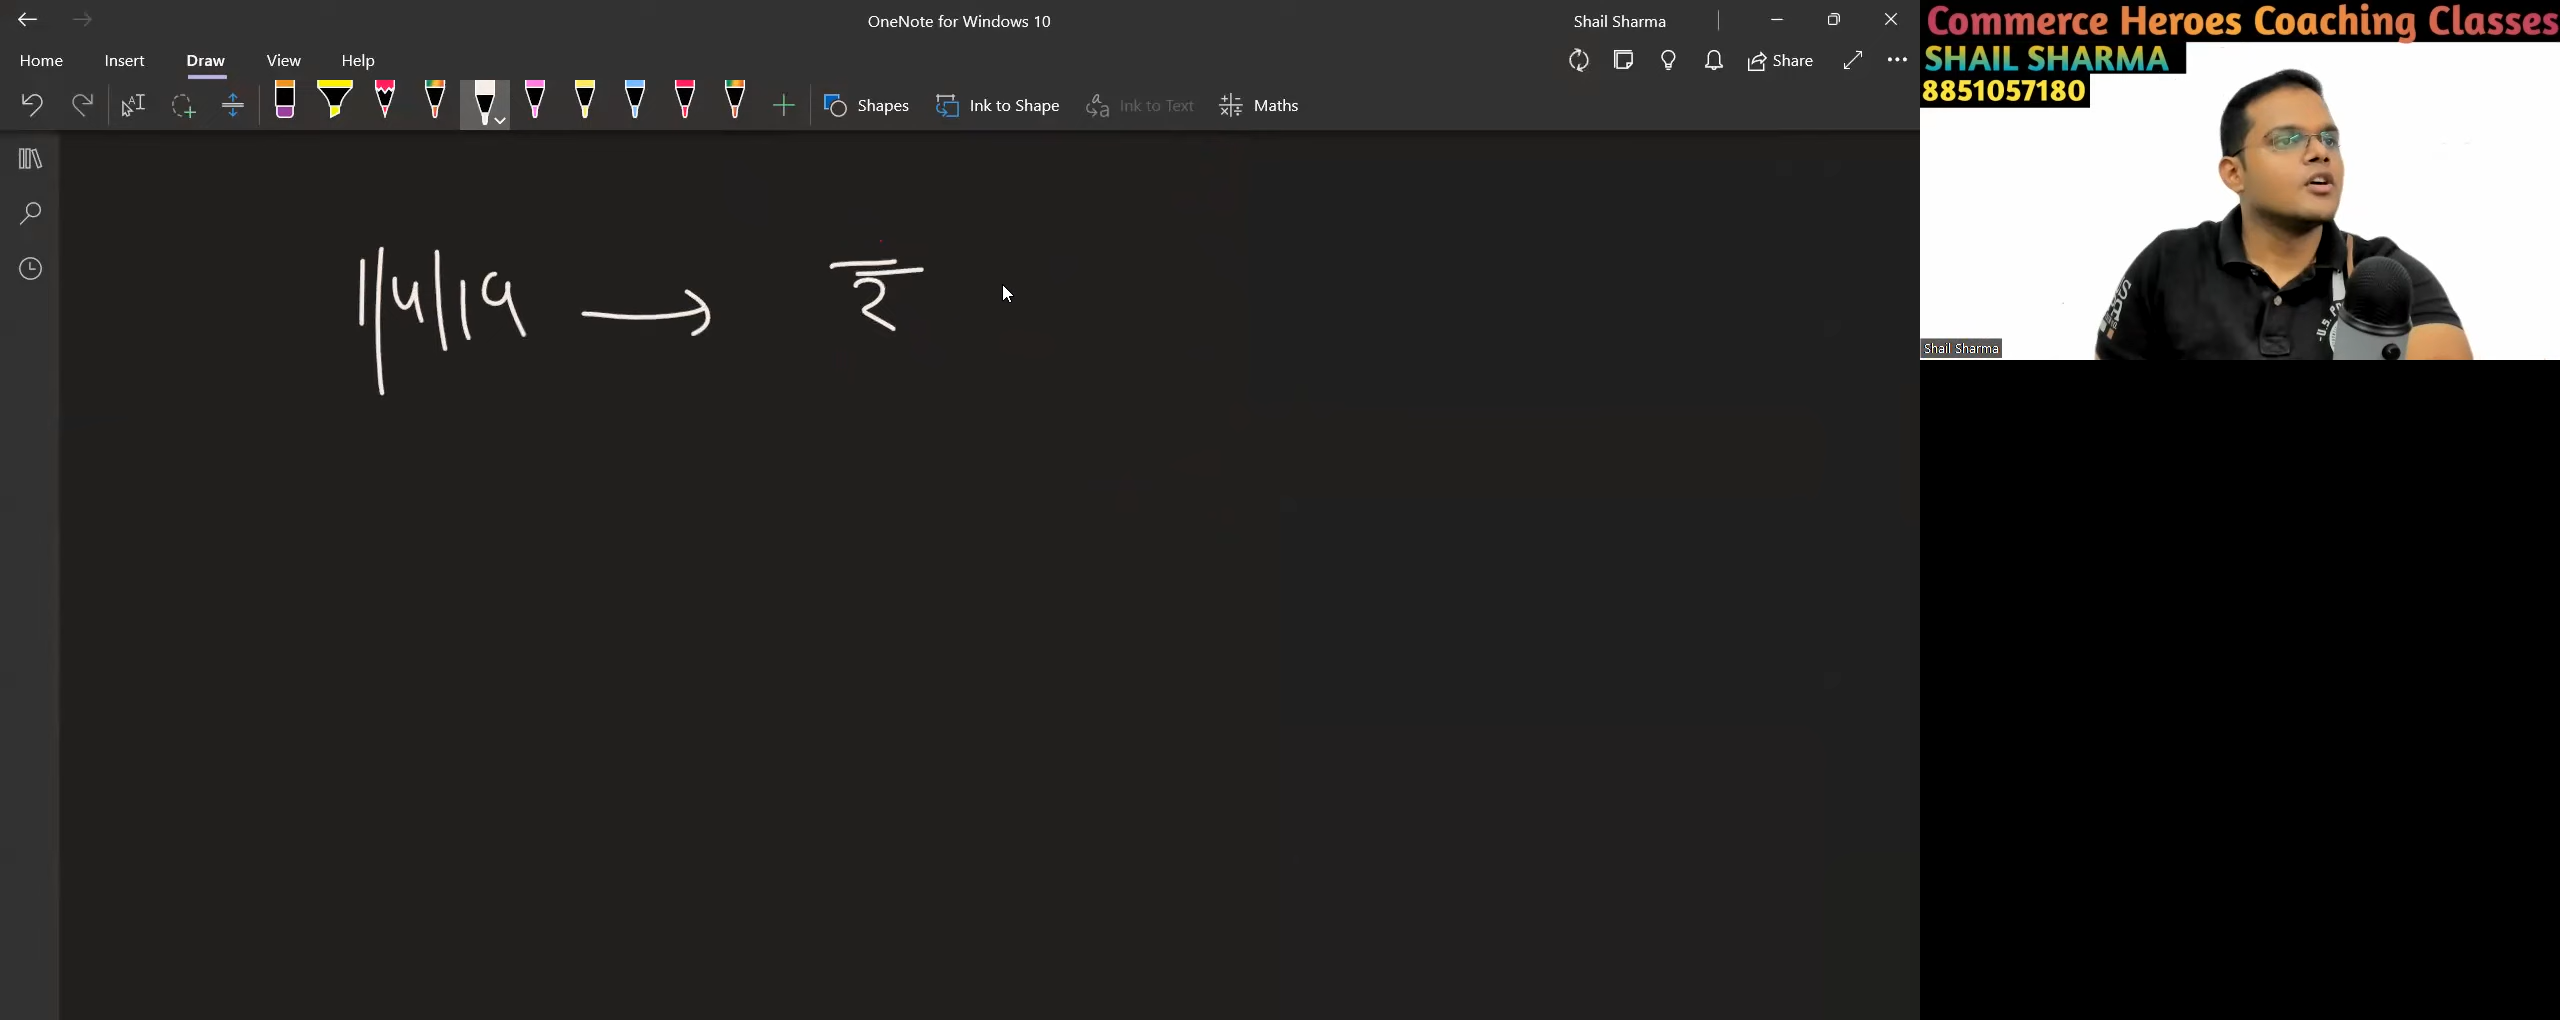 OneNote for Windows 10
Shail Sharma
Home Insert Draw View Help
Share
Shapes Ink to Shape Ink to Text Maths
1/4/19 → ₹
Commerce Heroes Coaching Classes
SHAIL SHARMA
8851057180
Shail Sharma